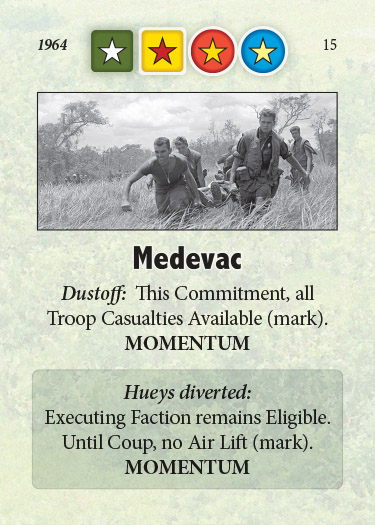 1964 15
Medevac
Dustoff: This Commitment, all
Troop Casualties Available (mark).
MOMENTUM
Hueys diverted:
Executing Faction remains Eligible.
Until Coup, no Air Lift (mark).
MOMENTUM